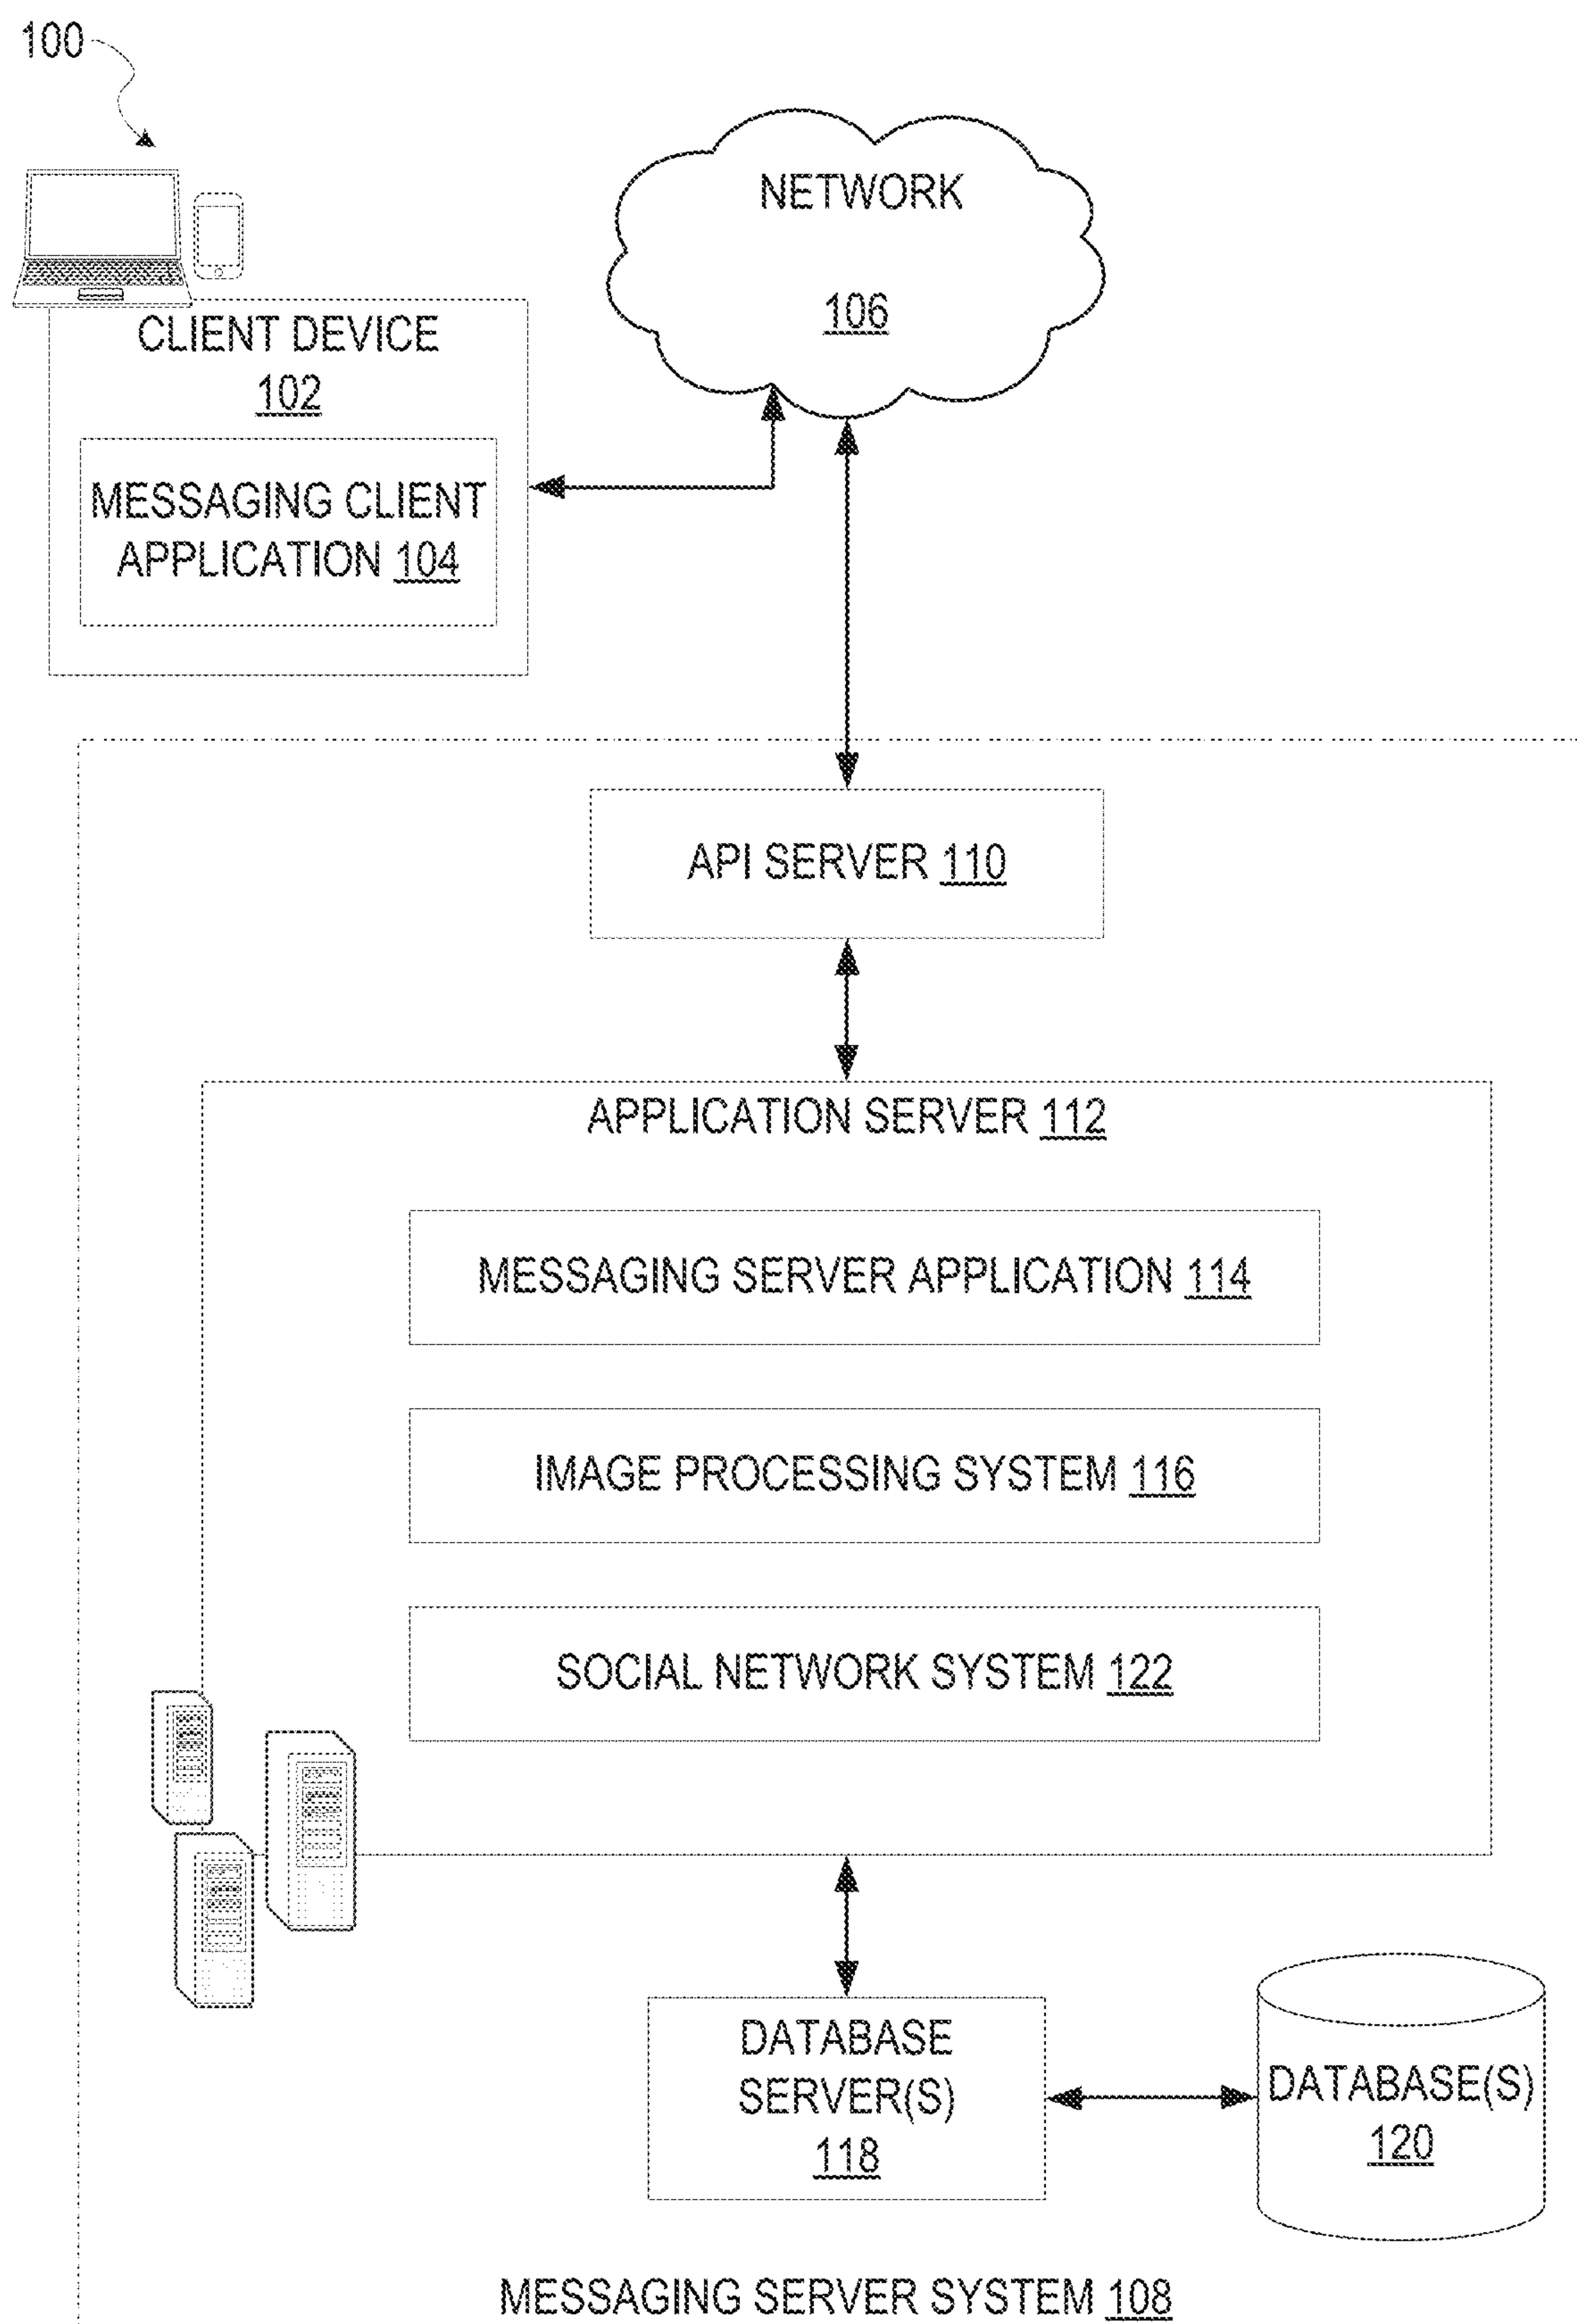 100
NETWORK
106
CLIENT DEVICE
102
MESSAGING CLIENT
APPLICATION 104
API SERVER 110
APPLICATION SERVER 112
MESSAGING SERVER APPLICATION 114
IMAGE PROCESSING SYSTEM 116
SOCIAL NETWORK SYSTEM 122
DATABASE
SERVER(S)
118
DATABASE(S)
120
MESSAGING SERVER SYSTEM 108